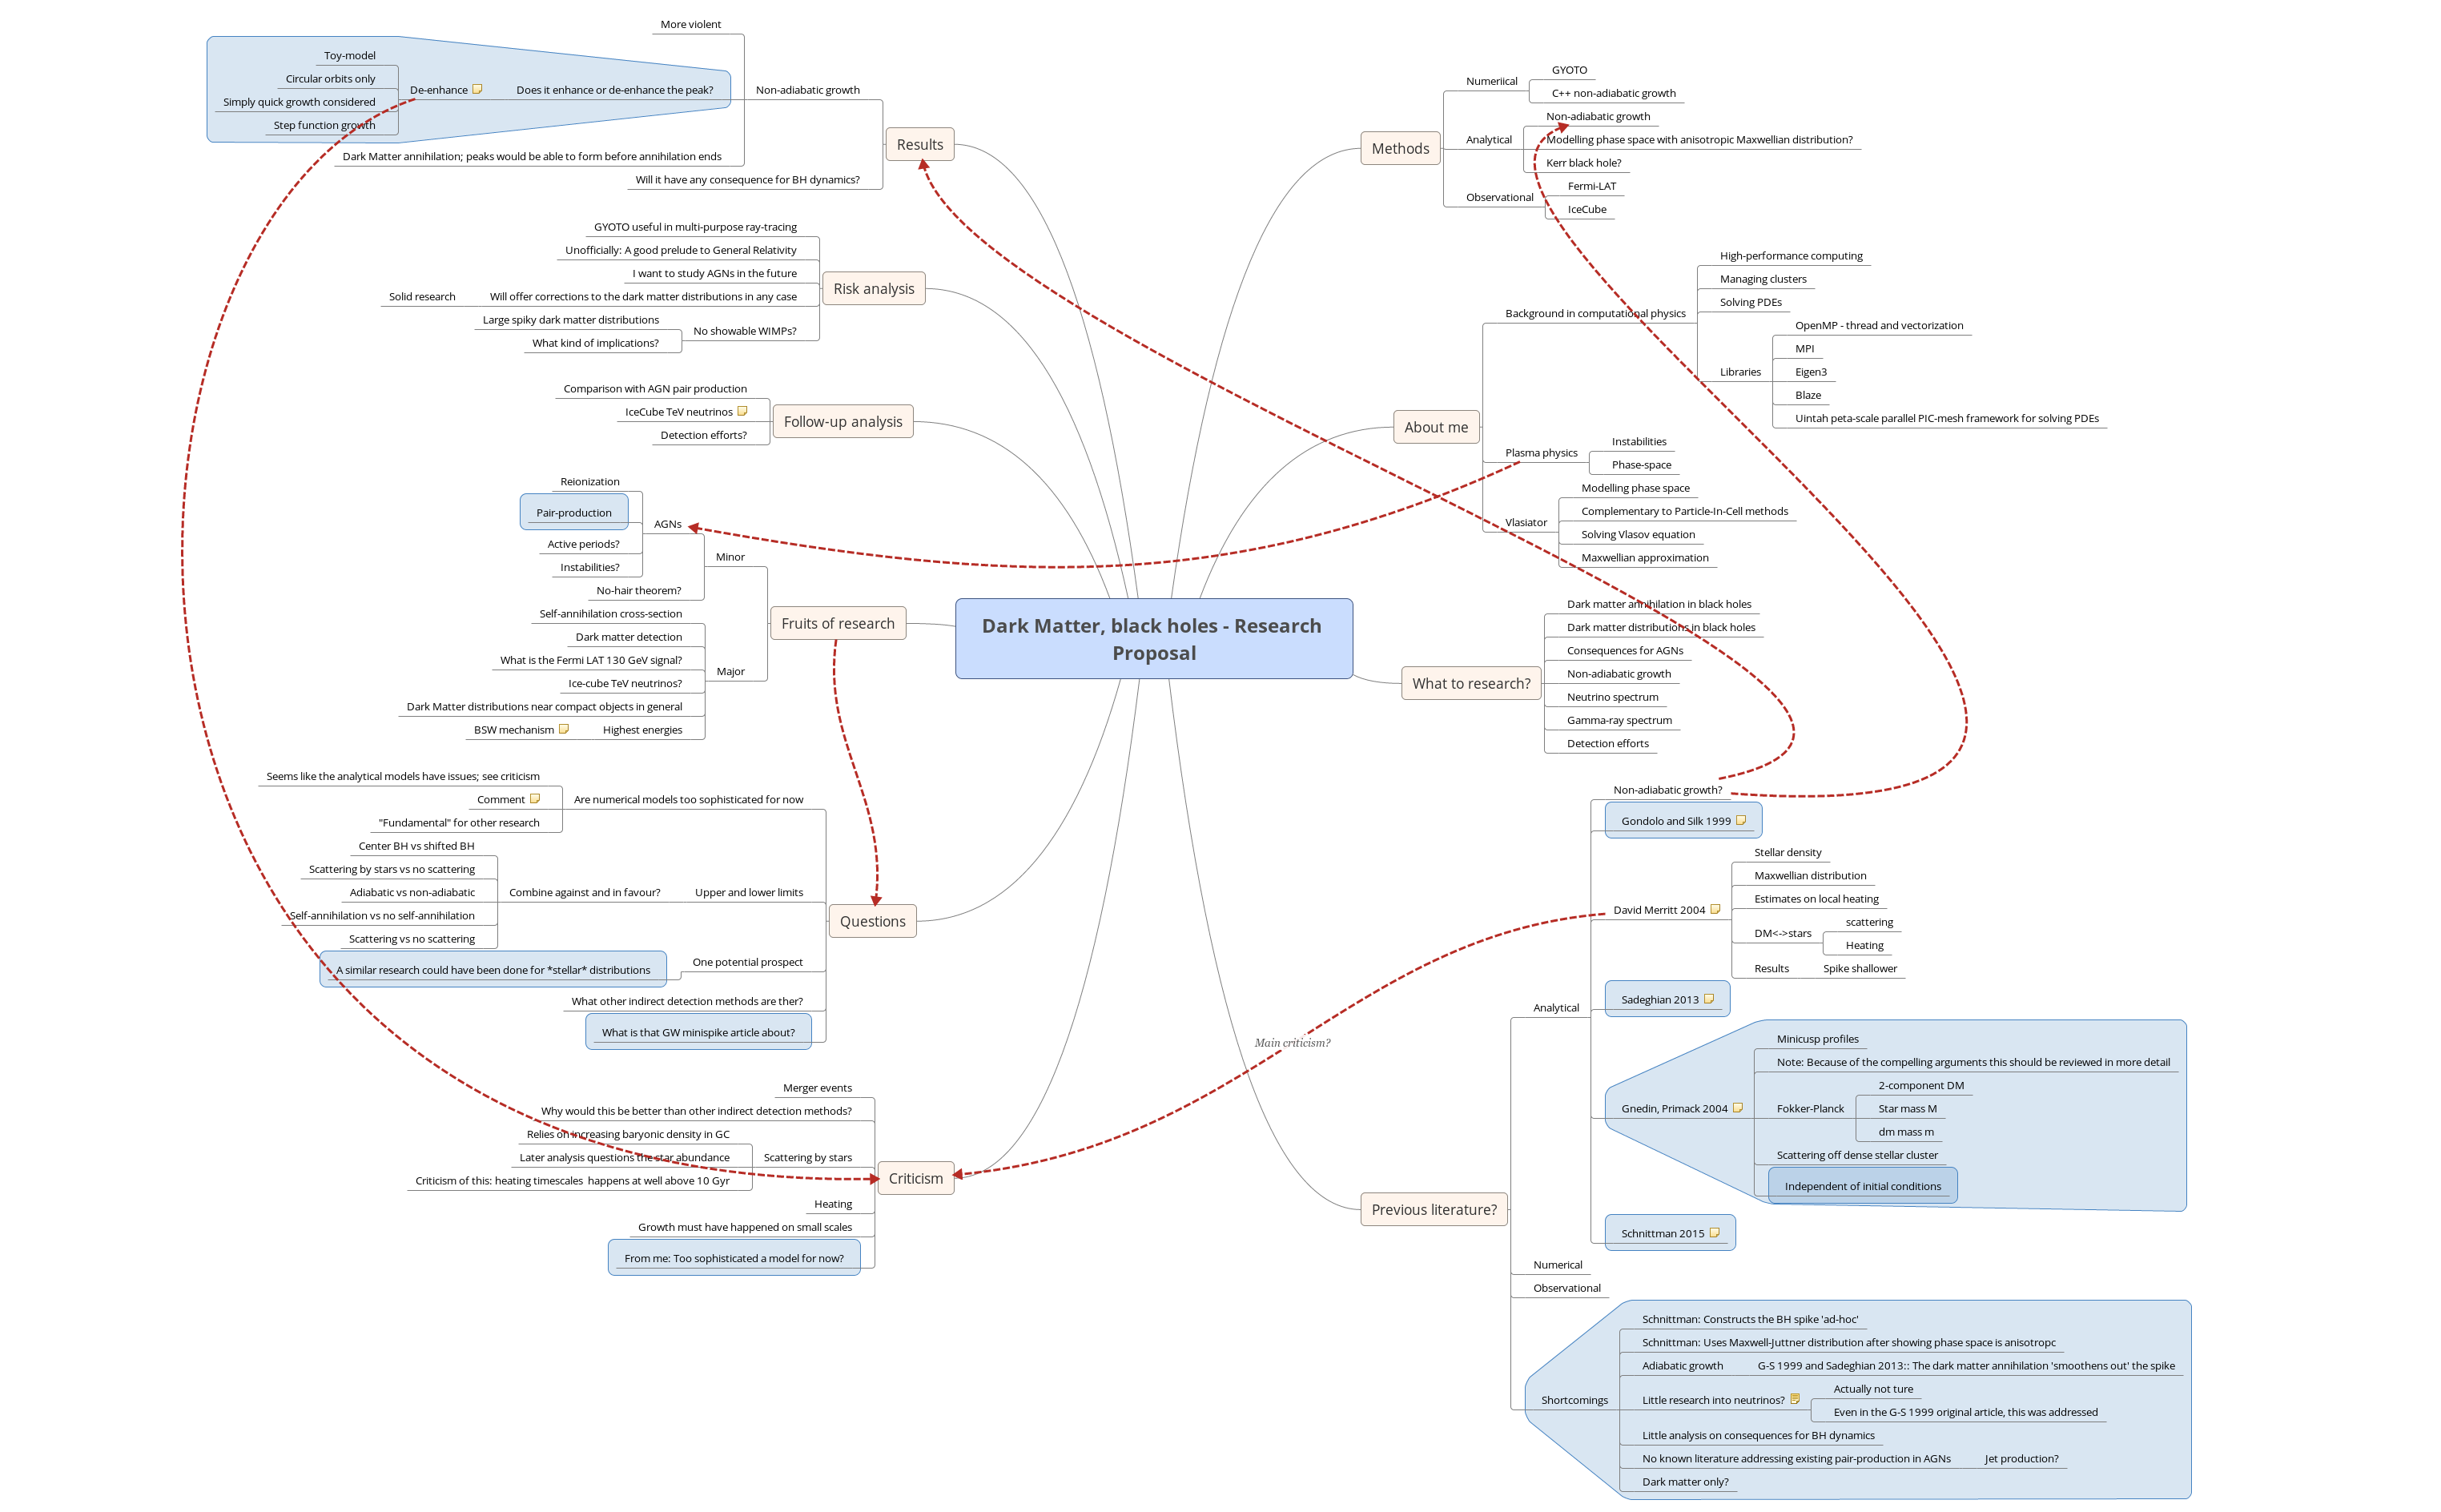 Dark Matter, black holes - Research
Proposal
Methods
Numeriical
GYOTO
C++ non-adiabatic growth
Analytical
Non-adiabatic growth
Modelling phase space with anisotropic Maxwellian distribution?
Kerr black hole?
Observational
Fermi-LAT
IceCube
About me
Background in computational physics
High-performance computing
Managing clusters
Solving PDEs
Libraries
OpenMP - thread and vectorization
MPI
Eigen3
Blaze
Uintah peta-scale parallel PIC-mesh framework for solving PDEs
Plasma physics
Instabilities
Phase-space
Vlasiator
Modelling phase space
Complementary to Particle-In-Cell methods
Solving Vlasov equation
Maxwellian approximation
What to research?
Dark matter annihilation in black holes
Dark matter distributions in black holes
Consequences for AGNs
Non-adiabatic growth
Neutrino spectrum
Gamma-ray spectrum
Detection efforts
Previous literature?
Analytical
Non-adiabatic growth?
Gondolo and Silk 1999
David Merritt 2004
Stellar density
Maxwellian distribution
Estimates on local heating
DM<->stars
scattering
Heating
Results
Spike shallower
Sadeghian 2013
Gnedin, Primack 2004
Minicusp profiles
Note: Because of the compelling arguments this should be reviewed in more detail
Fokker-Planck
2-component DM
Star mass M
dm mass m
Scattering off dense stellar cluster
Independent of initial conditions
Schnittman 2015
Numerical
Observational
Shortcomings
Schnittman: Constructs the BH spike 'ad-hoc'
Schnittman: Uses Maxwell-Juttner distribution after showing phase space is anisotropc
Adiabatic growth
G-S 1999 and Sadeghian 2013:: The dark matter annihilation 'smoothens out' the spike
Little research into neutrinos?
Actually not ture
Even in the G-S 1999 original article, this was addressed
Little analysis on consequences for BH dynamics
No known literature addressing existing pair-production in AGNs
Jet production?
Dark matter only?
Results
Non-adiabatic growth
More violent
Does it enhance or de-enhance the peak?
De-enhance
Toy-model
Circular orbits only
Simply quick growth considered
Step function growth
Dark Matter annihilation; peaks would be able to form before annihilation ends
Will it have any consequence for BH dynamics?
Risk analysis
GYOTO useful in multi-purpose ray-tracing
Unofficially: A good prelude to General Relativity
I want to study AGNs in the future
Will offer corrections to the dark matter distributions in any case
Solid research
No showable WIMPs?
Large spiky dark matter distributions
What kind of implications?
Follow-up analysis
Comparison with AGN pair production
IceCube TeV neutrinos
Detection efforts?
Fruits of research
Minor
AGNs
Reionization
Pair-production
Active periods?
Instabilities?
No-hair theorem?
Major
Self-annihilation cross-section
Dark matter detection
What is the Fermi LAT 130 GeV signal?
Ice-cube TeV neutrinos?
Dark Matter distributions near compact objects in general
Highest energies
BSW mechanism
Questions
Are numerical models too sophisticated for now
Seems like the analytical models have issues; see criticism
Comment
"Fundamental" for other research
Upper and lower limits
Combine against and in favour?
Center BH vs shifted BH
Scattering by stars vs no scattering
Adiabatic vs non-adiabatic
Self-annihilation vs no self-annihilation
Scattering vs no scattering
One potential prospect
A similar research could have been done for *stellar* distributions
What other indirect detection methods are ther?
What is that GW minispike article about?
Criticism
Merger events
Why would this be better than other indirect detection methods?
Scattering by stars
Relies on increasing baryonic density in GC
Later analysis questions the star abundance
Criticism of this: heating timescales  happens at well above 10 Gyr
Heating
Growth must have happened on small scales
From me: Too sophisticated a model for now?
Main criticism?